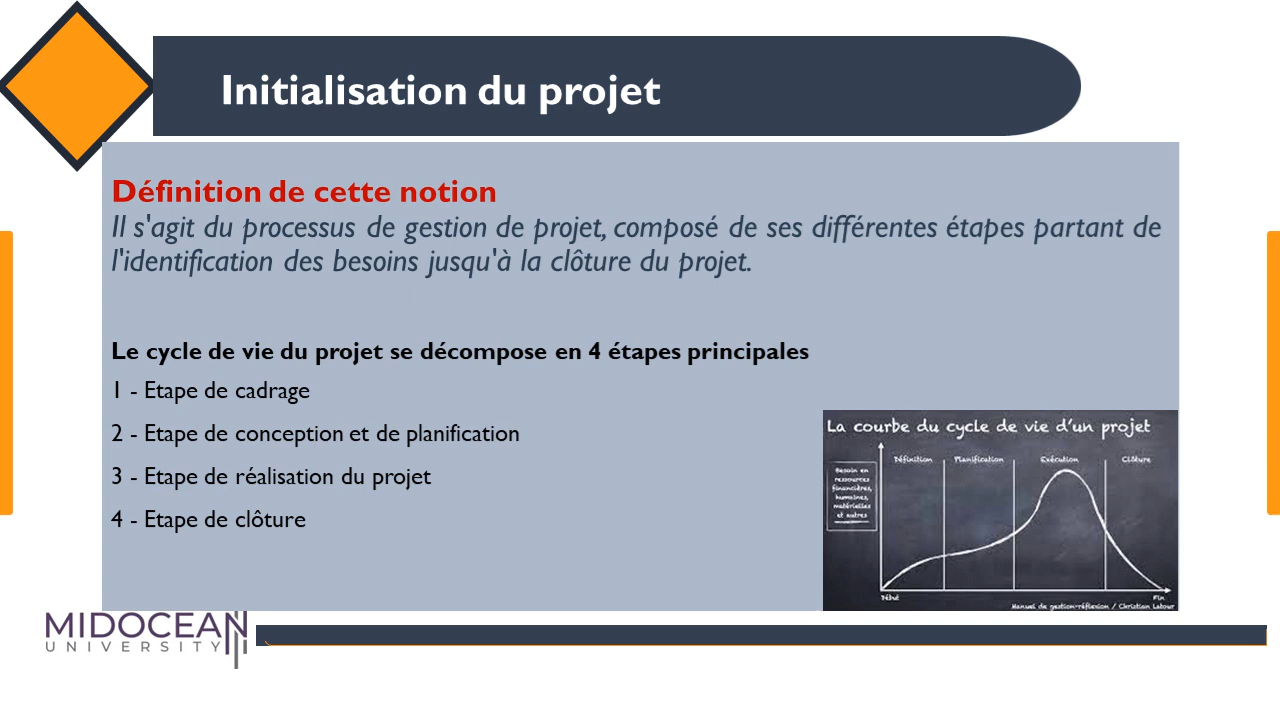 Initialisation du projet
Définition de cette notion
Il s'agit du processus de gestion de projet, composé de ses différentes étapes partant de
l'identification des besoins jusqu'à la clôture du projet.
Le cycle de vie du projet se décompose en 4 étapes principales
1 - Etape de cadrage
2 - Etape de conception et de planification
3 - Etape de réalisation du projet
4 - Etape de clôture
La courbe du cycle de vie d'un projet
Définition
Planification
Exécution
Clôture
Besoin en
ressources
financières,
humaines,
matérielles
et autres
Début
Fin
Manuel de gestion-réflexion / Christian Latour
MIDOCEAN
UNIVERSITY